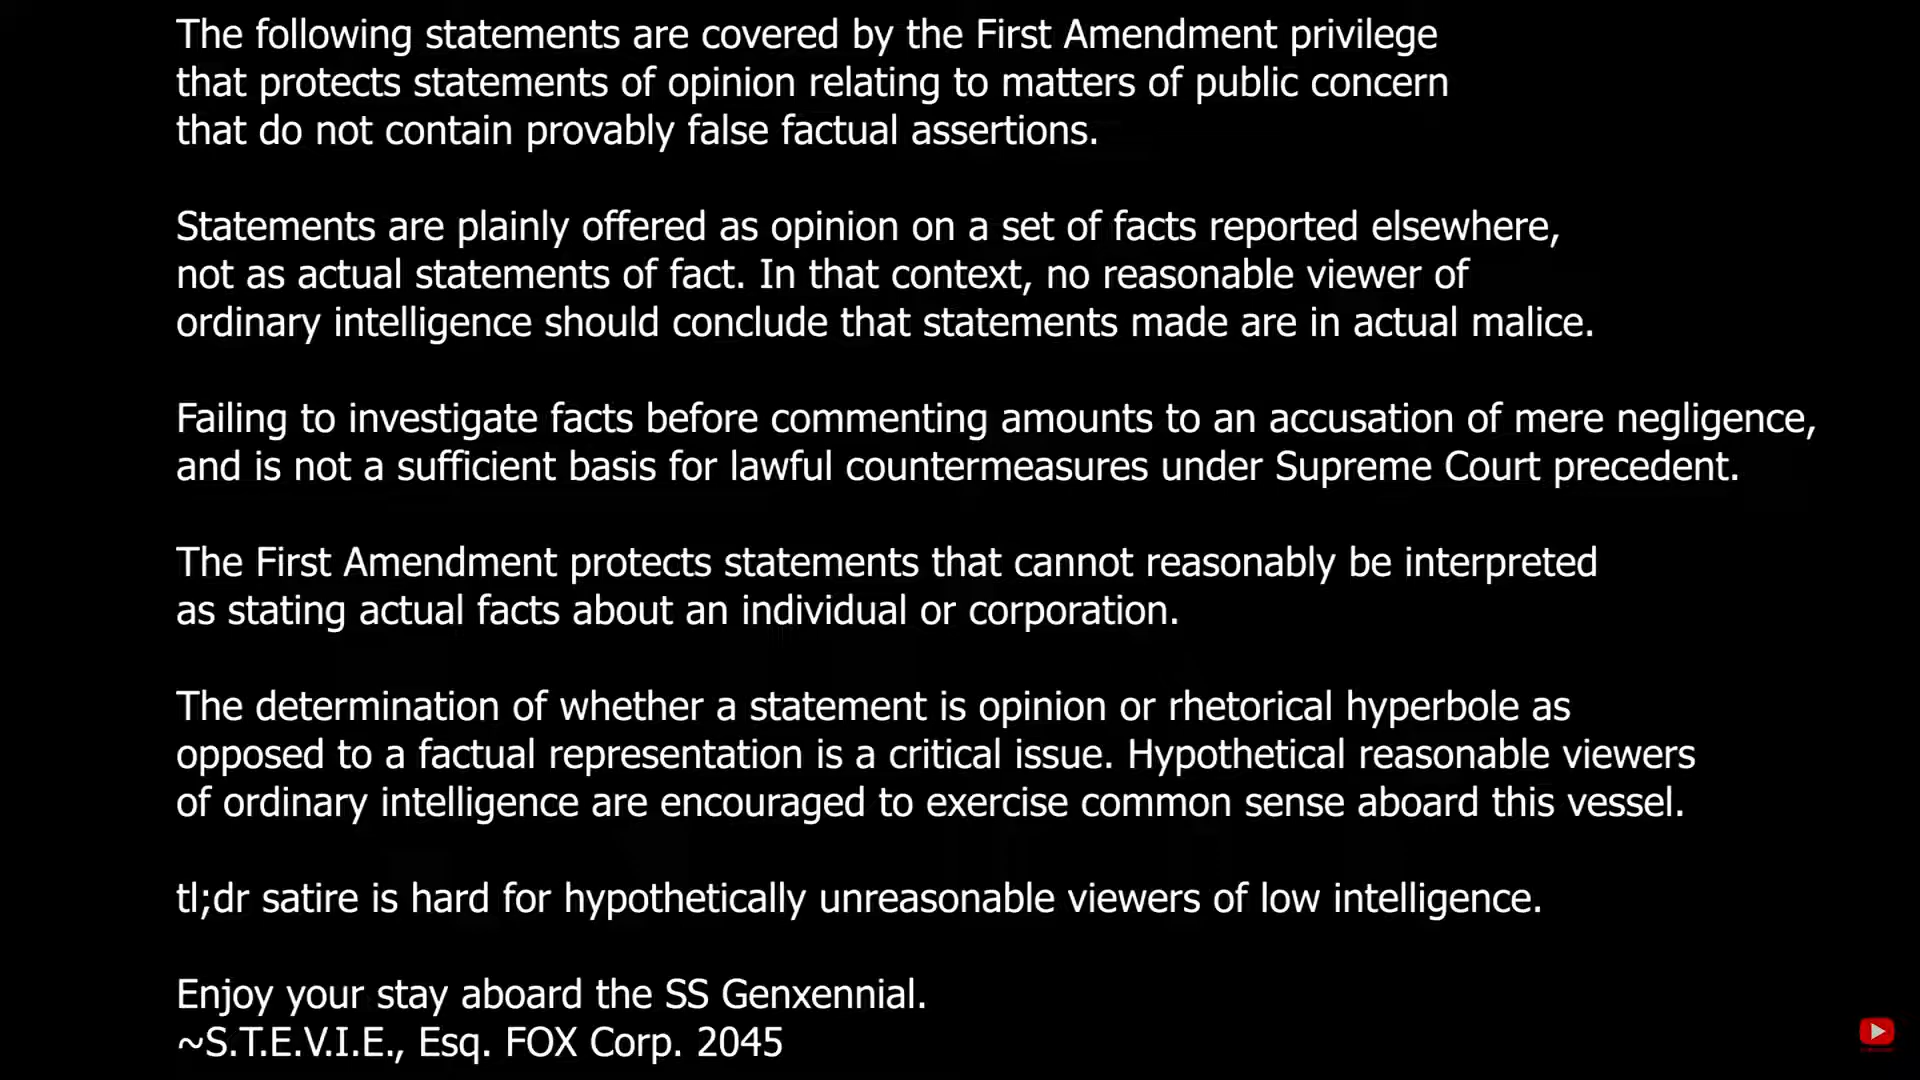 The following statements are covered by the First Amendment privilege
that protects statements of opinion relating to matters of public concern
that do not contain provably false factual assertions.
Statements are plainly offered as opinion on a set of facts reported elsewhere,
not as actual statements of fact. In that context, no reasonable viewer of
ordinary intelligence should conclude that statements made are in actual malice.
Failing to investigate facts before commenting amounts to an accusation of mere negligence,
and is not a sufficient basis for lawful countermeasures under Supreme Court precedent.
The First Amendment protects statements that cannot reasonably be interpreted
as stating actual facts about an individual or corporation.
The determination of whether a statement is opinion or rhetorical hyperbole as
opposed to a factual representation is a critical issue. Hypothetical reasonable viewers
of ordinary intelligence are encouraged to exercise common sense aboard this vessel.
tl;dr satire is hard for hypothetically unreasonable viewers of low intelligence.
Enjoy your stay aboard the SS Genxennial.
~S.T.E.V.I.E., Esq. FOX Corp. 2045